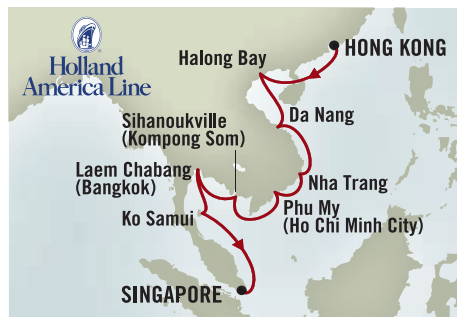 Holland
America Line
HONG KONG
Halong Bay
Da Nang
Sihanoukville
(Kompong Som)
Laem Chabang
(Bangkok)
Nha Trang
Phu My
(Ho Chi Minh City)
Ko Samui
SINGAPORE